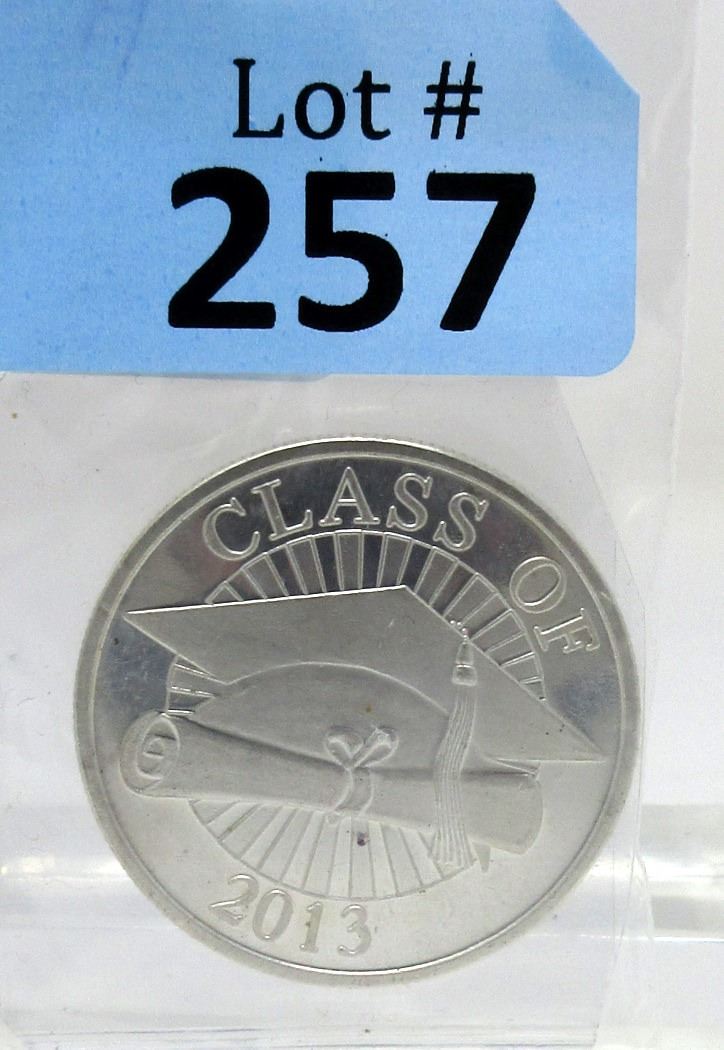 Lot #
257
CLASS OF
2013